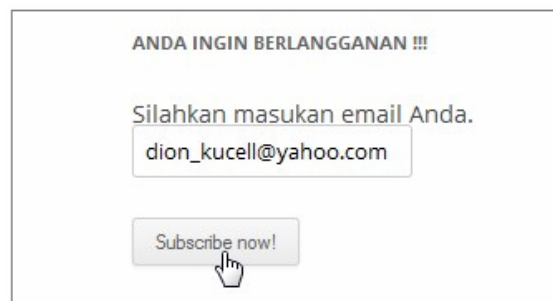 ANDA INGIN BERLANGGANAN !!!
Silahkan masukan email Anda.
dion_kucell@yahoo.com
Subscribe now!